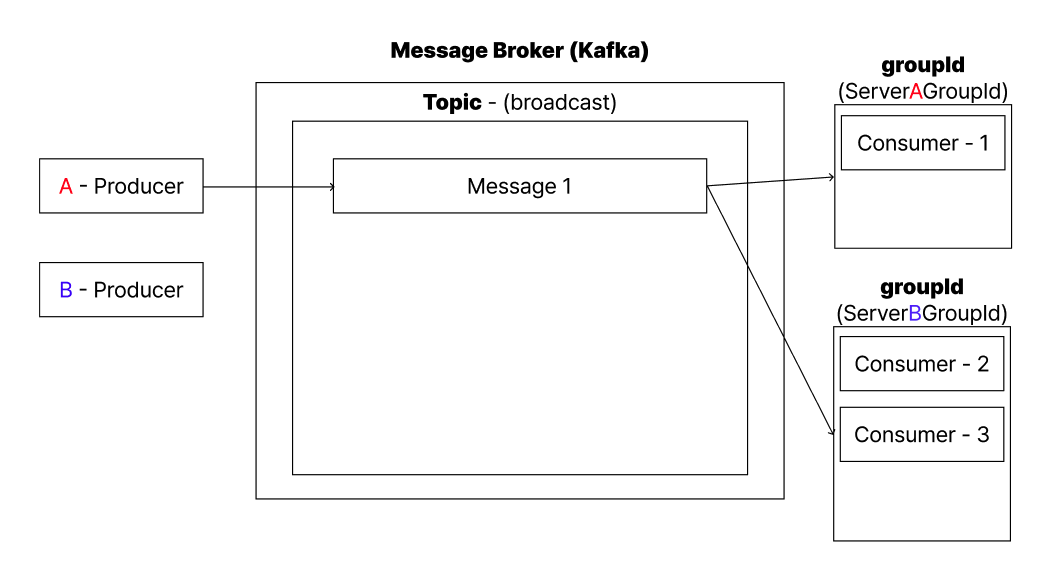 Message Broker (Kafka)
Topic - (broadcast)
A - Producer
B - Producer
Message 1
groupId
(ServerAGroupId)
Consumer - 1
groupId
(ServerBGroupId)
Consumer - 2
Consumer - 3